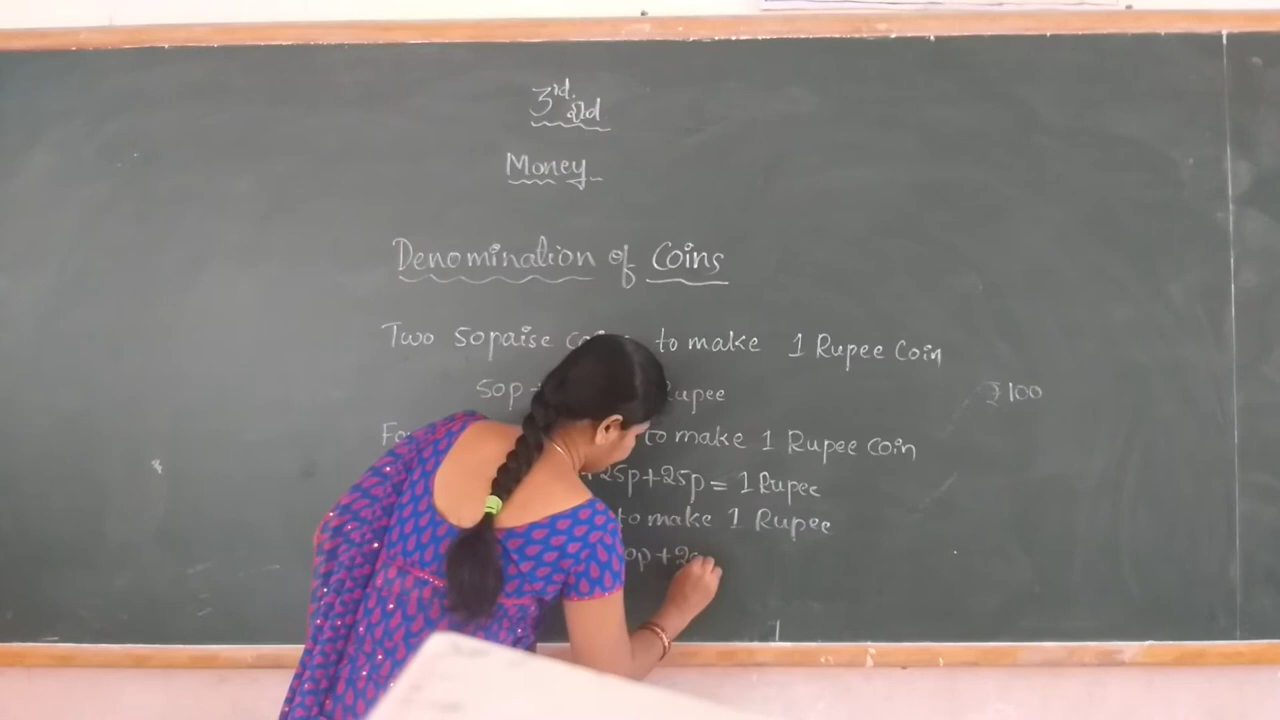 3rd
Money
Denomination of Coins
Two 50paise to make 1 Rupee Coin
50p
₹100
to make 1 Rupee coin
+25p+25p = 1 Rupee
to make 1 Rupee